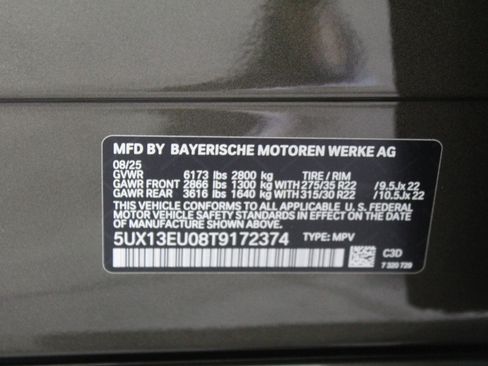 MFD BY BAYERISCHE MOTOREN WERKE AG
08/25
GVWR 6173 lbs 2800 kg TIRE / RIM
GAWR FRONT 2866 lbs 1300 kg WITH 275/35 R22 / 9.5Jx 22
GAWR REAR 3616 lbs 1640 kg WITH 315/30 R22 / 10.5Jx 22
THIS VEHICLE CONFORMS TO ALL APPLICABLE U. S. FEDERAL
MOTOR VEHICLE SAFETY STANDARDS IN EFFECT ON THE DATE
OF MANUFACTURE SHOWN ABOVE.
5UX13EU08T9172374 TYPE: MPV
C3D
7 320 729